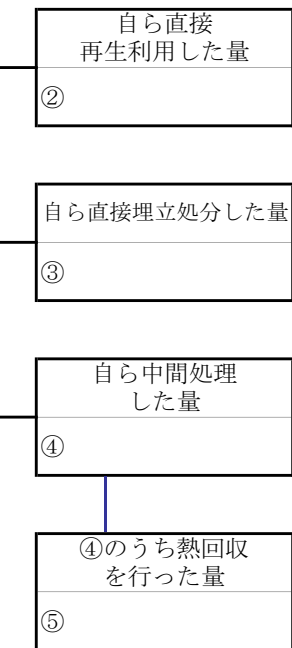 自ら直接
再生利用した量
②
自ら直接埋立処分した量
③
自ら中間処理
した量
④
④のうち熱回収
を行った量
⑤